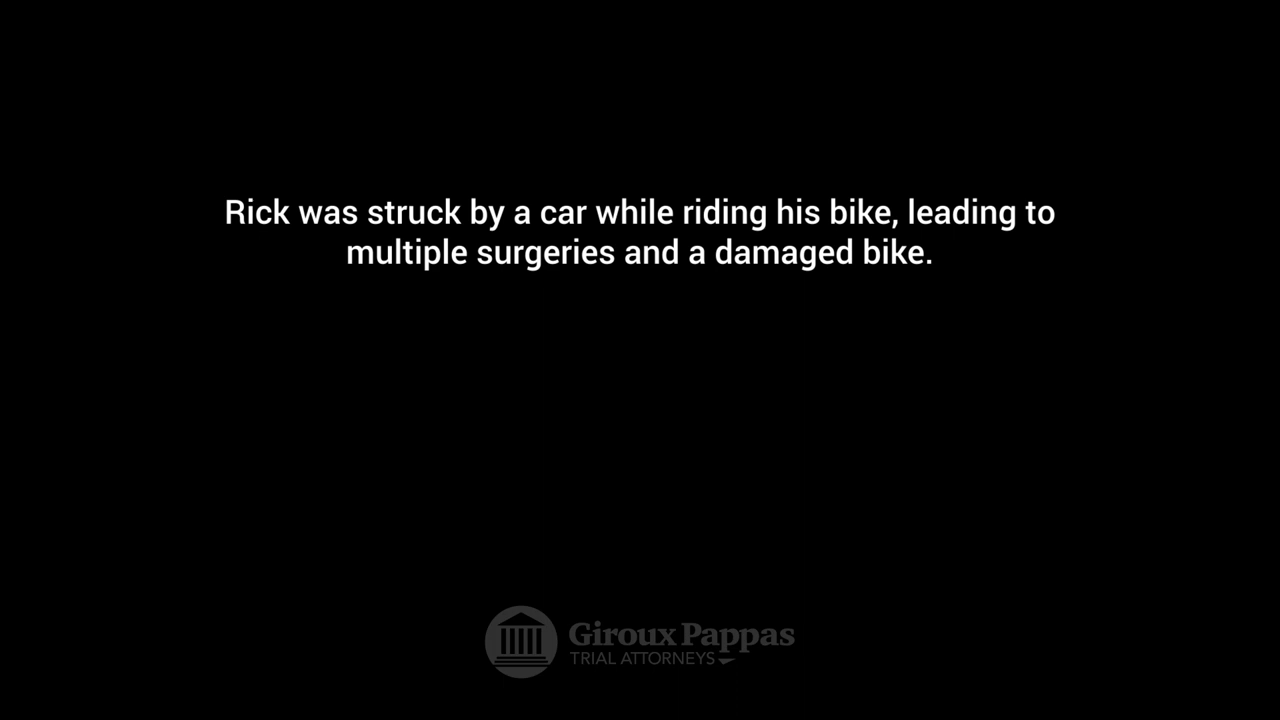 Rick was struck by a car while riding his bike, leading to
multiple surgeries and a damaged bike.
Giroux Pappas
TRIAL ATTORNEYS